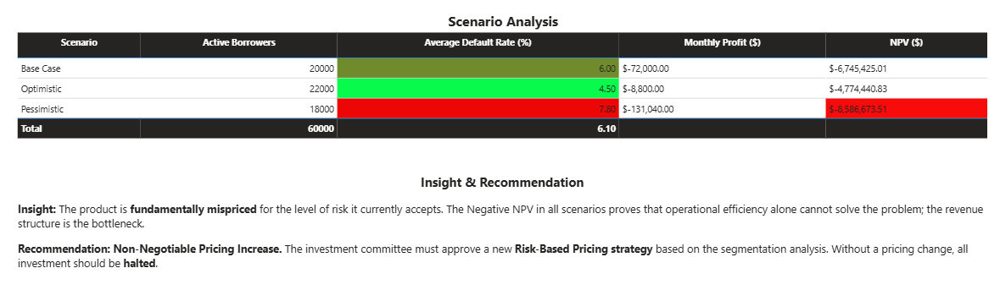 Scenario Analysis
Scenario Active Borrowers Average Default Rate (%) Monthly Profit ($) NPV ($)
Base Case 20000 6.00 $-72,000.00 $-6,745,425.01
Optimistic 22000 4.50 $-8,800.00 $-4,774,440.83
Pessimistic 18000 7.80 $-131,040.00 $-8,586,673.51
Total 60000 6.10
Insight & Recommendation
Insight: The product is fundamentally mispriced for the level of risk it currently accepts. The Negative NPV in all scenarios proves that operational efficiency alone cannot solve the problem; the revenue
structure is the bottleneck.
Recommendation: Non-Negotiable Pricing Increase. The investment committee must approve a new Risk-Based Pricing strategy based on the segmentation analysis. Without a pricing change, all
investment should be halted.